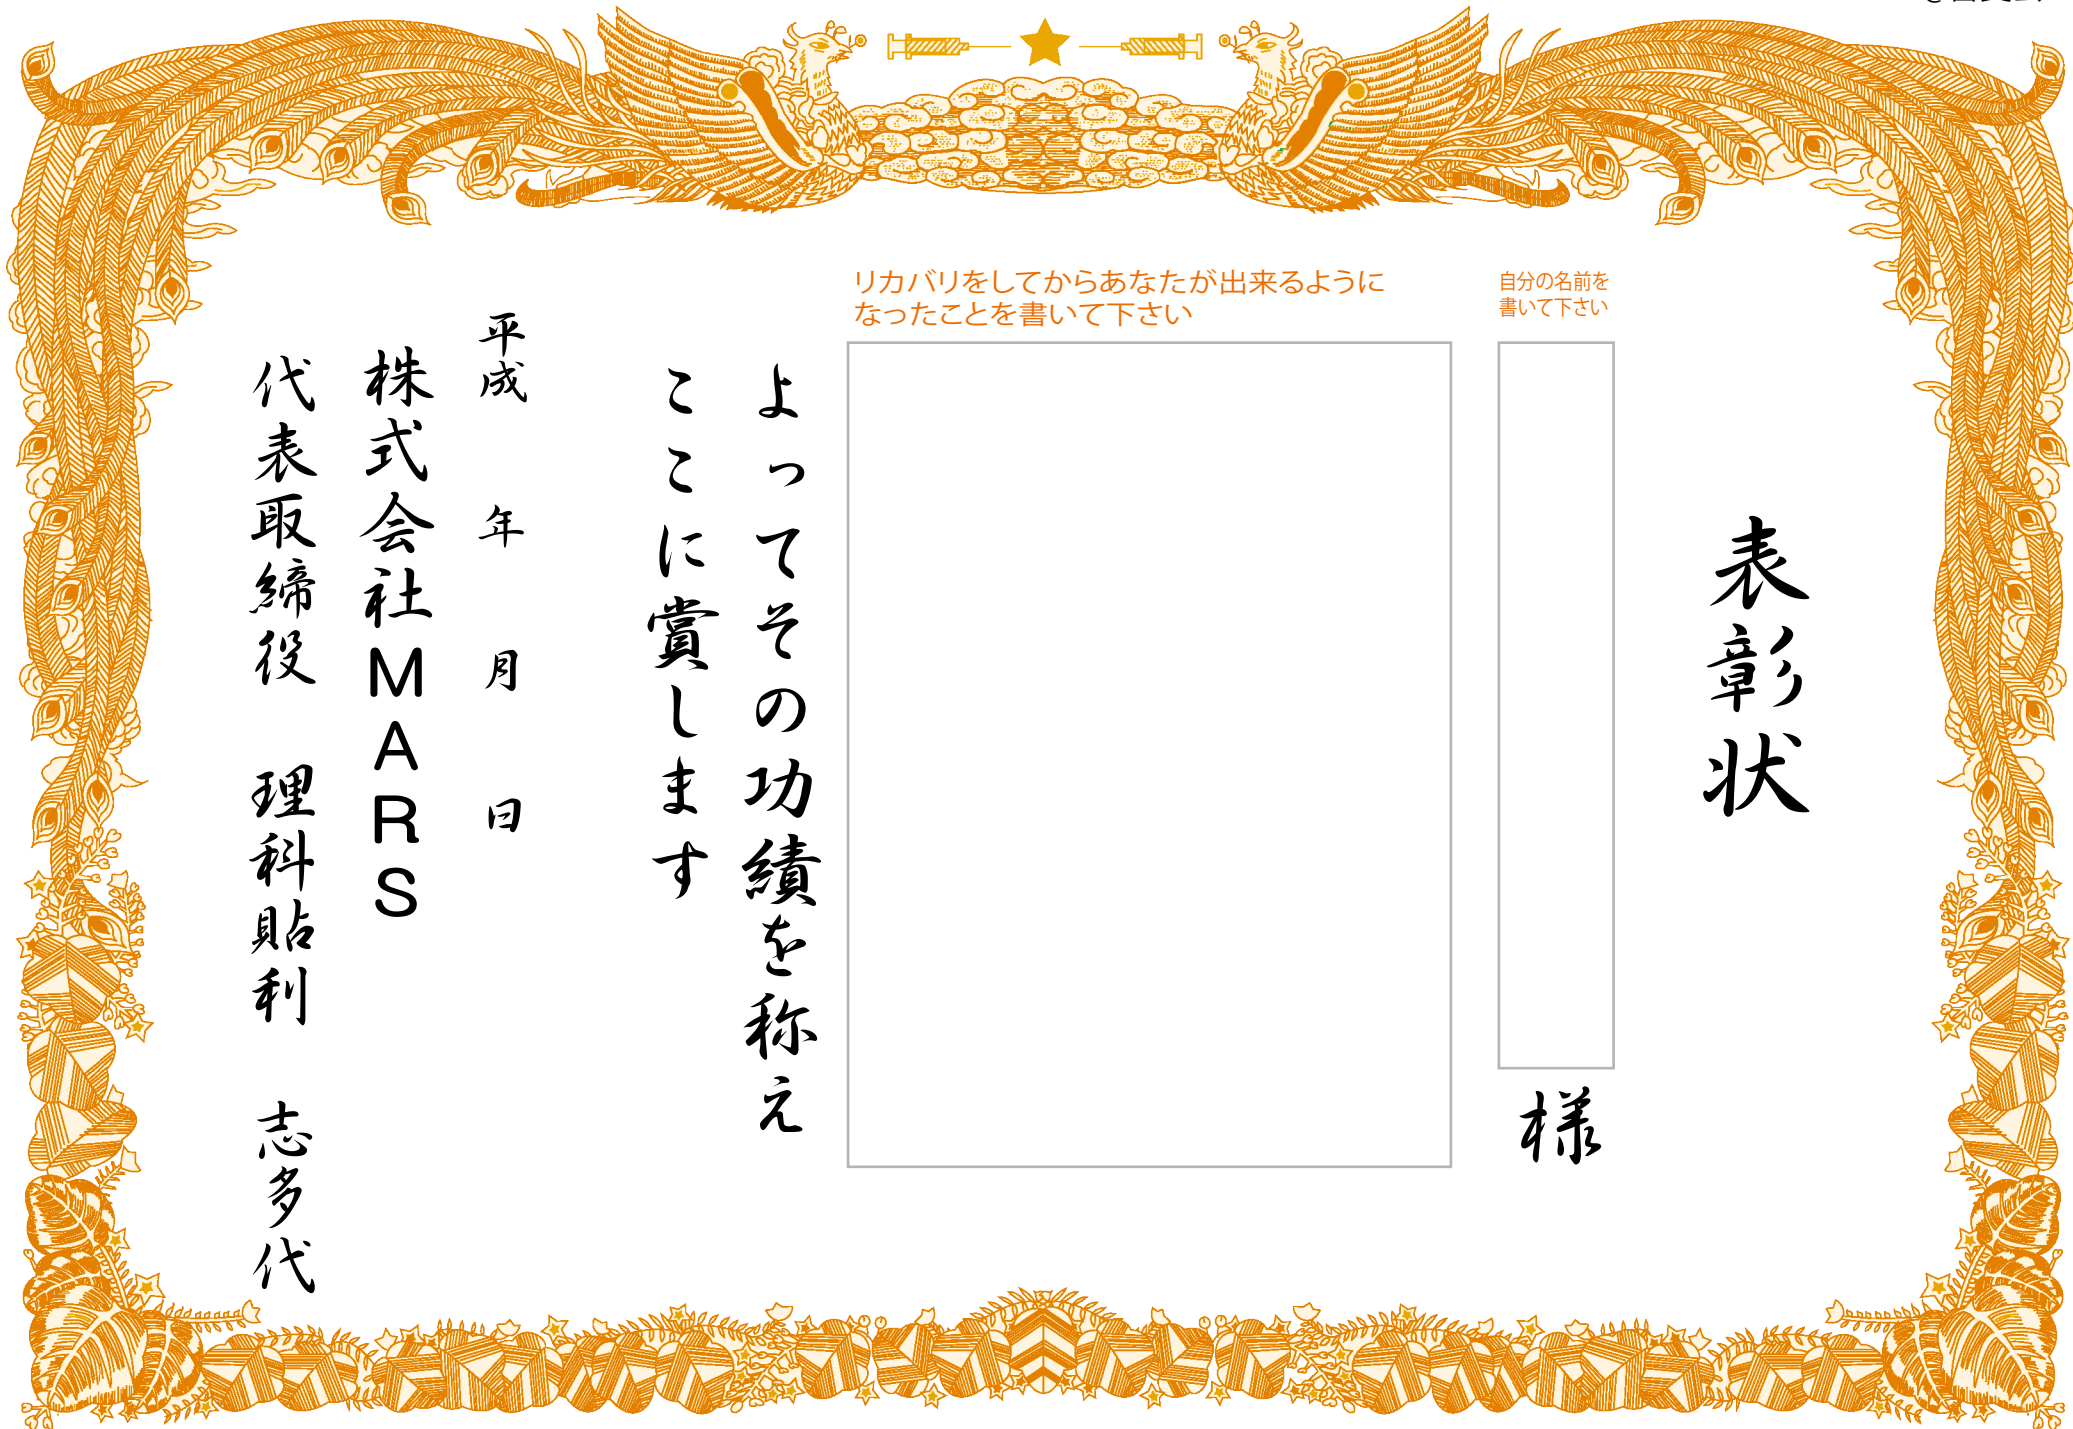 表彰状
自分の名前を
書いて下さい
様
リカバリをしてからあなたが出来るように
なったことを書いて下さい
よってその功績を称え
ここに賞します
平成 年 月 日
株式会社MARS
代表取締役 理科貼利 志多代